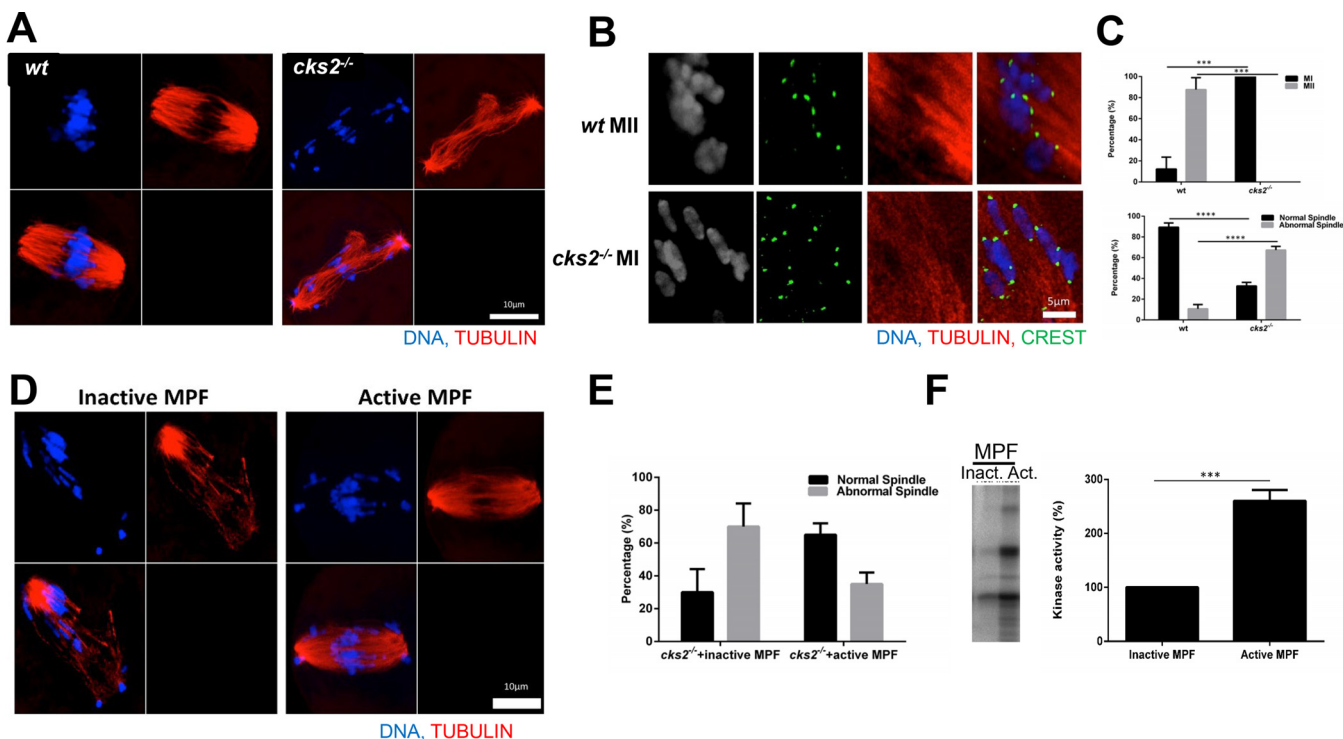 A
wt
cks2-/-
10µm
DNA, TUBULIN
B
wt MII
cks2-/- MI
5µm
DNA, TUBULIN, CREST
C
***
***
MI
MII
Percentage (%)
100
80
60
40
20
0
wt
cks2-/-
****
****
Normal Spindle
Abnormal Spindle
Percentage (%)
100
80
60
40
20
0
wt
cks2-/-
D
Inactive MPF
Active MPF
10µm
DNA, TUBULIN
E
Normal Spindle
Abnormal Spindle
Percentage (%)
100
80
60
40
20
0
cks2-/-+inactive MPF
cks2-/-+active MPF
F
MPF
Inact. Act.
***
Kinase activity (%)
300
200
100
0
Inactive MPF
Active MPF